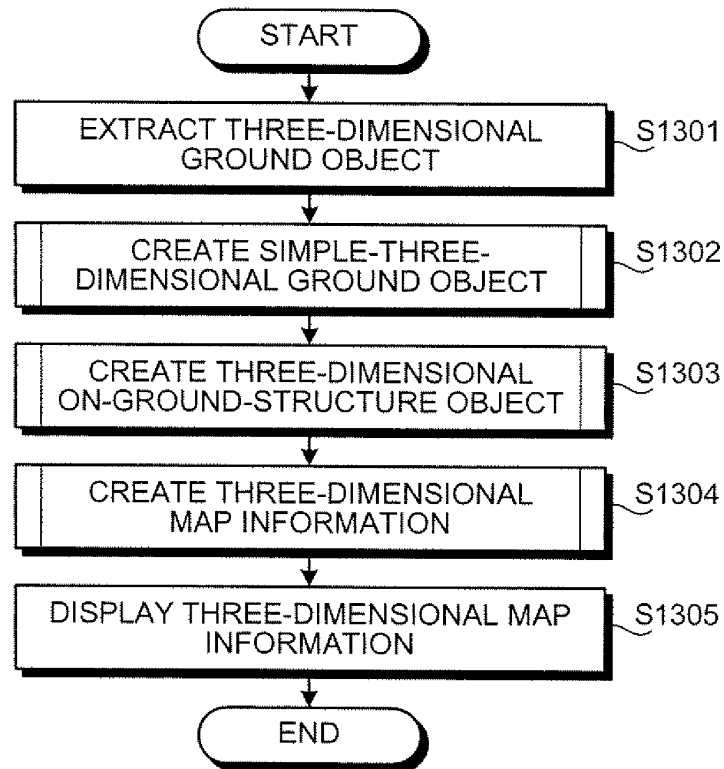 START
EXTRACT THREE-DIMENSIONAL
GROUND OBJECT
S1301
CREATE SIMPLE-THREE-
DIMENSIONAL GROUND OBJECT
S1302
CREATE THREE-DIMENSIONAL
ON-GROUND-STRUCTURE OBJECT
S1303
CREATE THREE-DIMENSIONAL
MAP INFORMATION
S1304
DISPLAY THREE-DIMENSIONAL MAP
INFORMATION
S1305
END